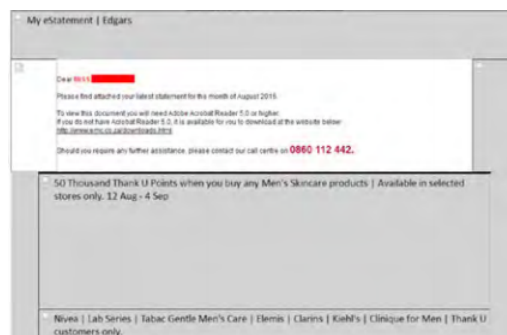 My eStatement | Edgars
Dear Miss
Please find attached your latest statement for the month of August 2016.
To view this document you will need Adobe Acrobat Reader 5.0 or higher.
If you do not have Acrobat Reader 5.0, it is available for you to download at the website below:
Should you require any further assistance, please contact our call centre on 0860 112 442.
50 Thousand Thank U Points when you buy any Men's Skincare products | Available in selected
stores only. 12 Aug - 4 Sep
Nivea | Lab Series | Tabac Gentle Men's Care | Elemis | Clarins | Kiehl's | Clinique for Men | Thank U
customers only.